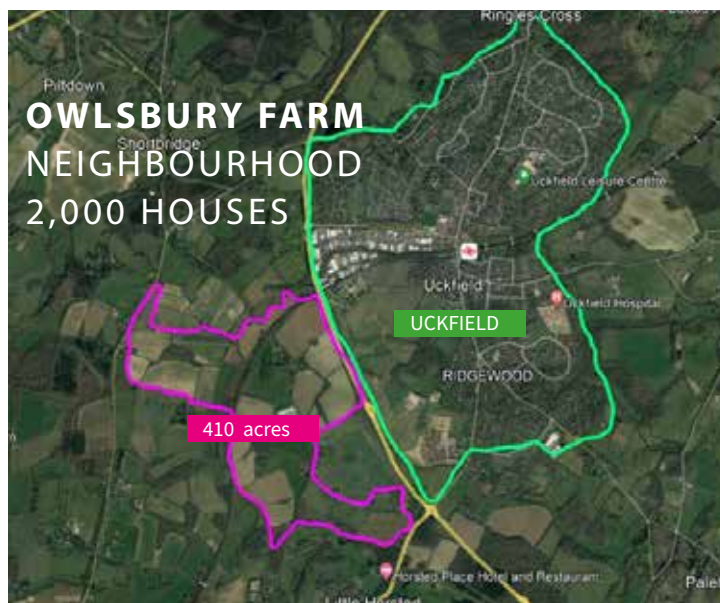 Ringles Cross
Piltdown
OWLSBURY FARM
Shortbridge
NEIGHBOURHOOD
2,000 HOUSES
Uckfield Leisure Centre
Uckfield
Uckfield Hospital
UCKFIELD
RIDGEWOOD
410 acres
Horsted Place Hotel and Restaurant
Little Horsted